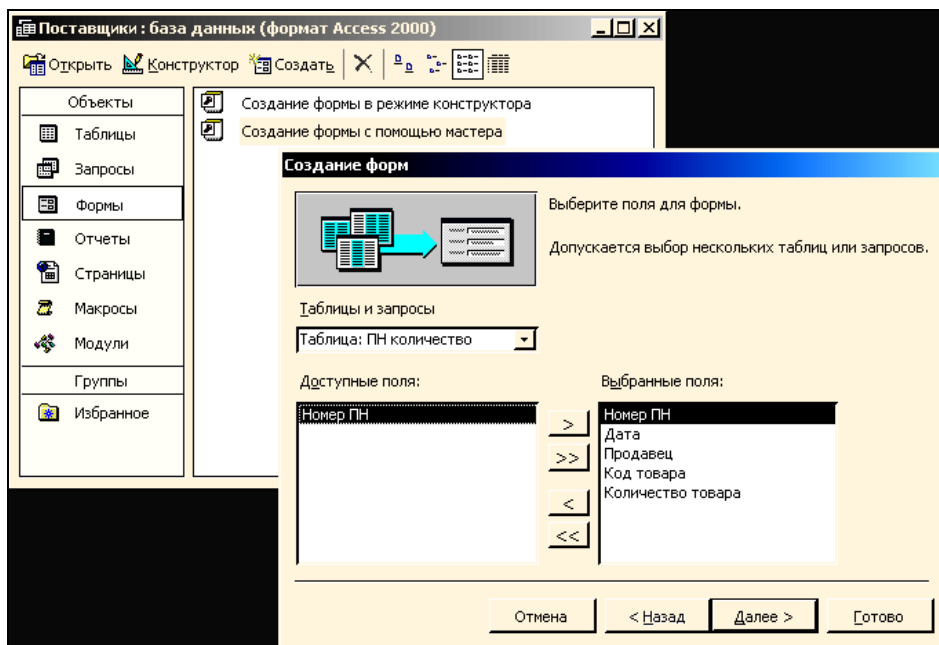 Поставщики : база данных (формат Access 2000)
Открыть Конструктор Создать
Объекты
Таблицы
Запросы
Формы
Отчеты
Страницы
Макросы
Модули
Группы
Избранное
Создание формы в режиме конструктора
Создание формы с помощью мастера
Создание форм
Выберите поля для формы.
Допускается выбор нескольких таблиц или запросов.
Таблицы и запросы
Таблица: ПН количество
Доступные поля:
Номер ПН
>
>>
<
<<
Выбранные поля:
Номер ПН
Дата
Продавец
Код товара
Количество товара
Отмена
< Назад
Далее >
Готово